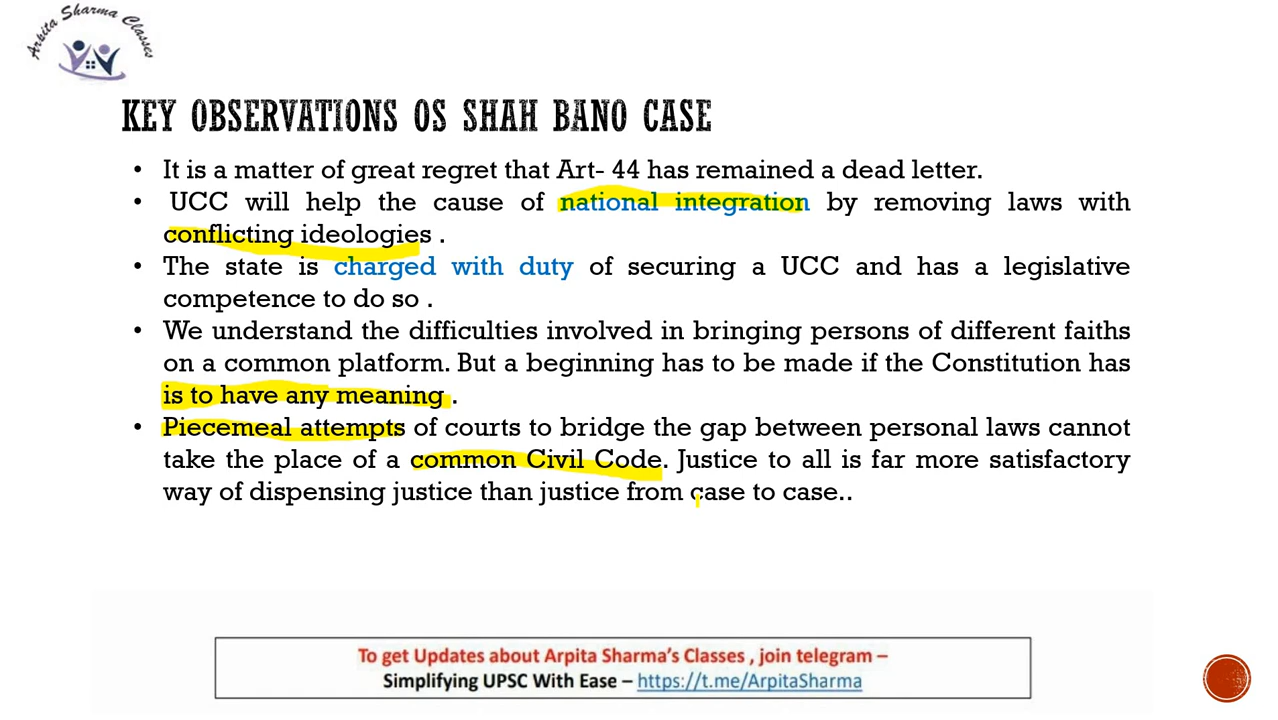 Arpita Sharma Classes
KEY OBSERVATIONS OS SHAH BANO CASE
• It is a matter of great regret that Art- 44 has remained a dead letter.
• UCC will help the cause of national integration by removing laws with
conflicting ideologies .
• The state is charged with duty of securing a UCC and has a legislative
competence to do so .
• We understand the difficulties involved in bringing persons of different faiths
on a common platform. But a beginning has to be made if the Constitution has
is to have any meaning .
• Piecemeal attempts of courts to bridge the gap between personal laws cannot
take the place of a common Civil Code. Justice to all is far more satisfactory
way of dispensing justice than justice from case to case..
To get Updates about Arpita Sharma's Classes , join telegram –
Simplifying UPSC With Ease – https://t.me/ArpitaSharma